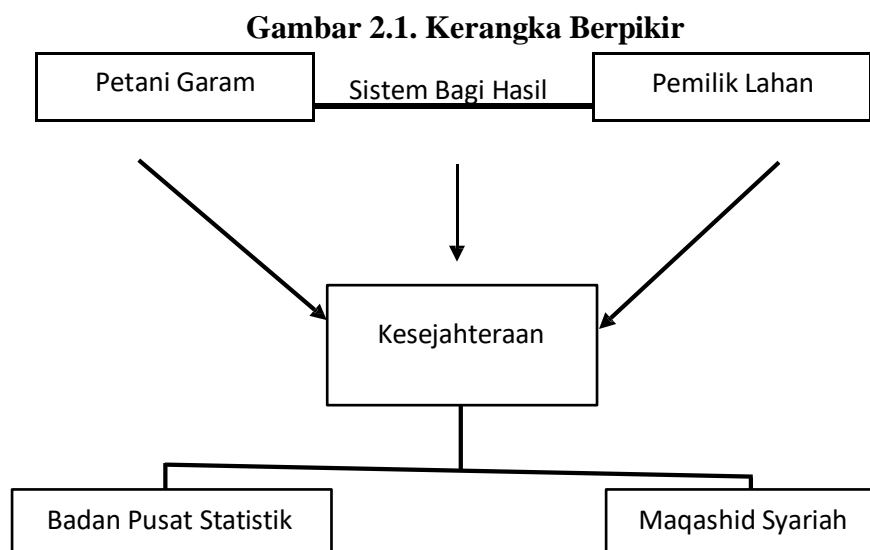 Gambar 2.1. Kerangka Berpikir
Petani Garam
Sistem Bagi Hasil
Pemilik Lahan
Kesejahteraan
Badan Pusat Statistik
Maqashid Syariah